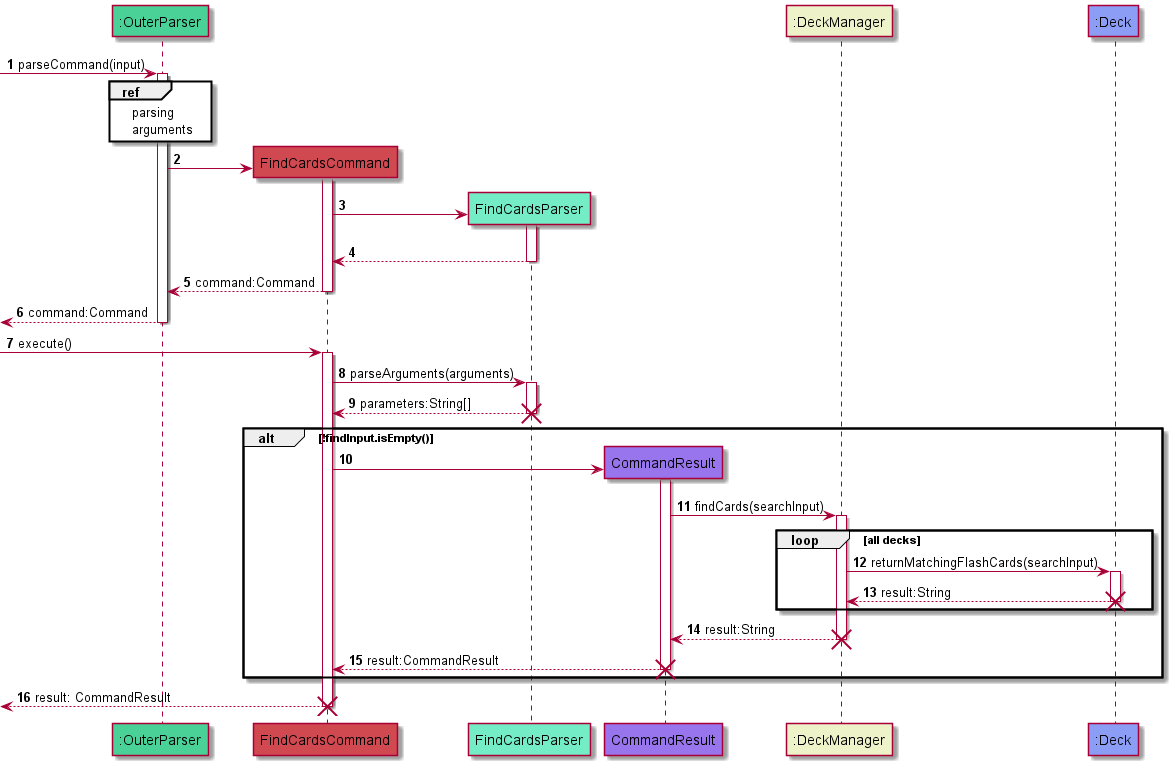 :OuterParser
:DeckManager
:Deck
1 parseCommand(input)
ref
parsing
arguments
2
FindCardsCommand
3
FindCardsParser
4
5 command:Command
6 command:Command
7 execute()
8 parseArguments(arguments)
9 parameters:String[]
alt [!findInput.isEmpty()]
10
CommandResult
11 findCards(searchInput)
loop [all decks]
12 returnMatchingFlashCards(searchInput)
13 result:String
14 result:String
15 result:CommandResult
16 result: CommandResult
:OuterParser
FindCardsCommand
FindCardsParser
CommandResult
:DeckManager
:Deck